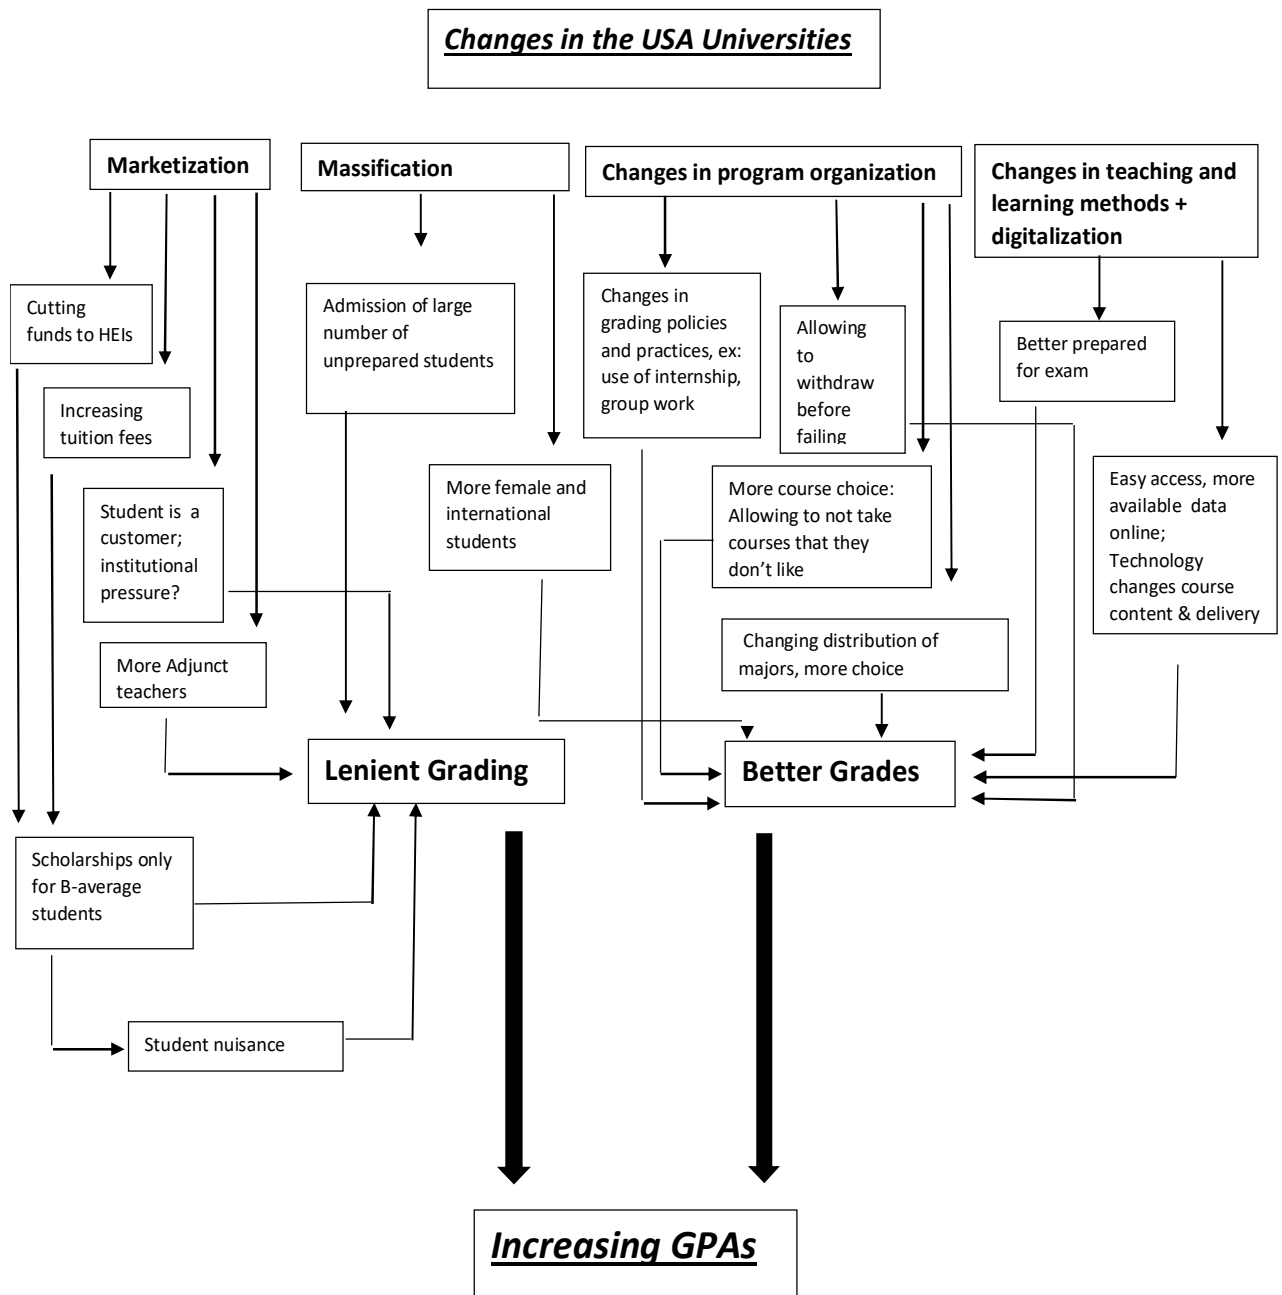 Changes in the USA Universities
Marketization
Massification
Changes in program organization
Changes in teaching and
learning methods +
digitalization
Cutting
funds to HEIs
Increasing
tuition fees
Student is a
customer;
institutional
pressure?
More Adjunct
teachers
Admission of large
number of
unprepared students
More female and
international
students
Changes in
grading policies
and practices, ex:
use of internship,
group work
Allowing
to
withdraw
before
failing
More course choice:
Allowing to not take
courses that they
don’t like
Changing distribution of
majors, more choice
Better prepared
for exam
Easy access, more
available data
online;
Technology
changes course
content & delivery
Lenient Grading
Better Grades
Scholarships only
for B-average
students
Student nuisance
Increasing GPAs